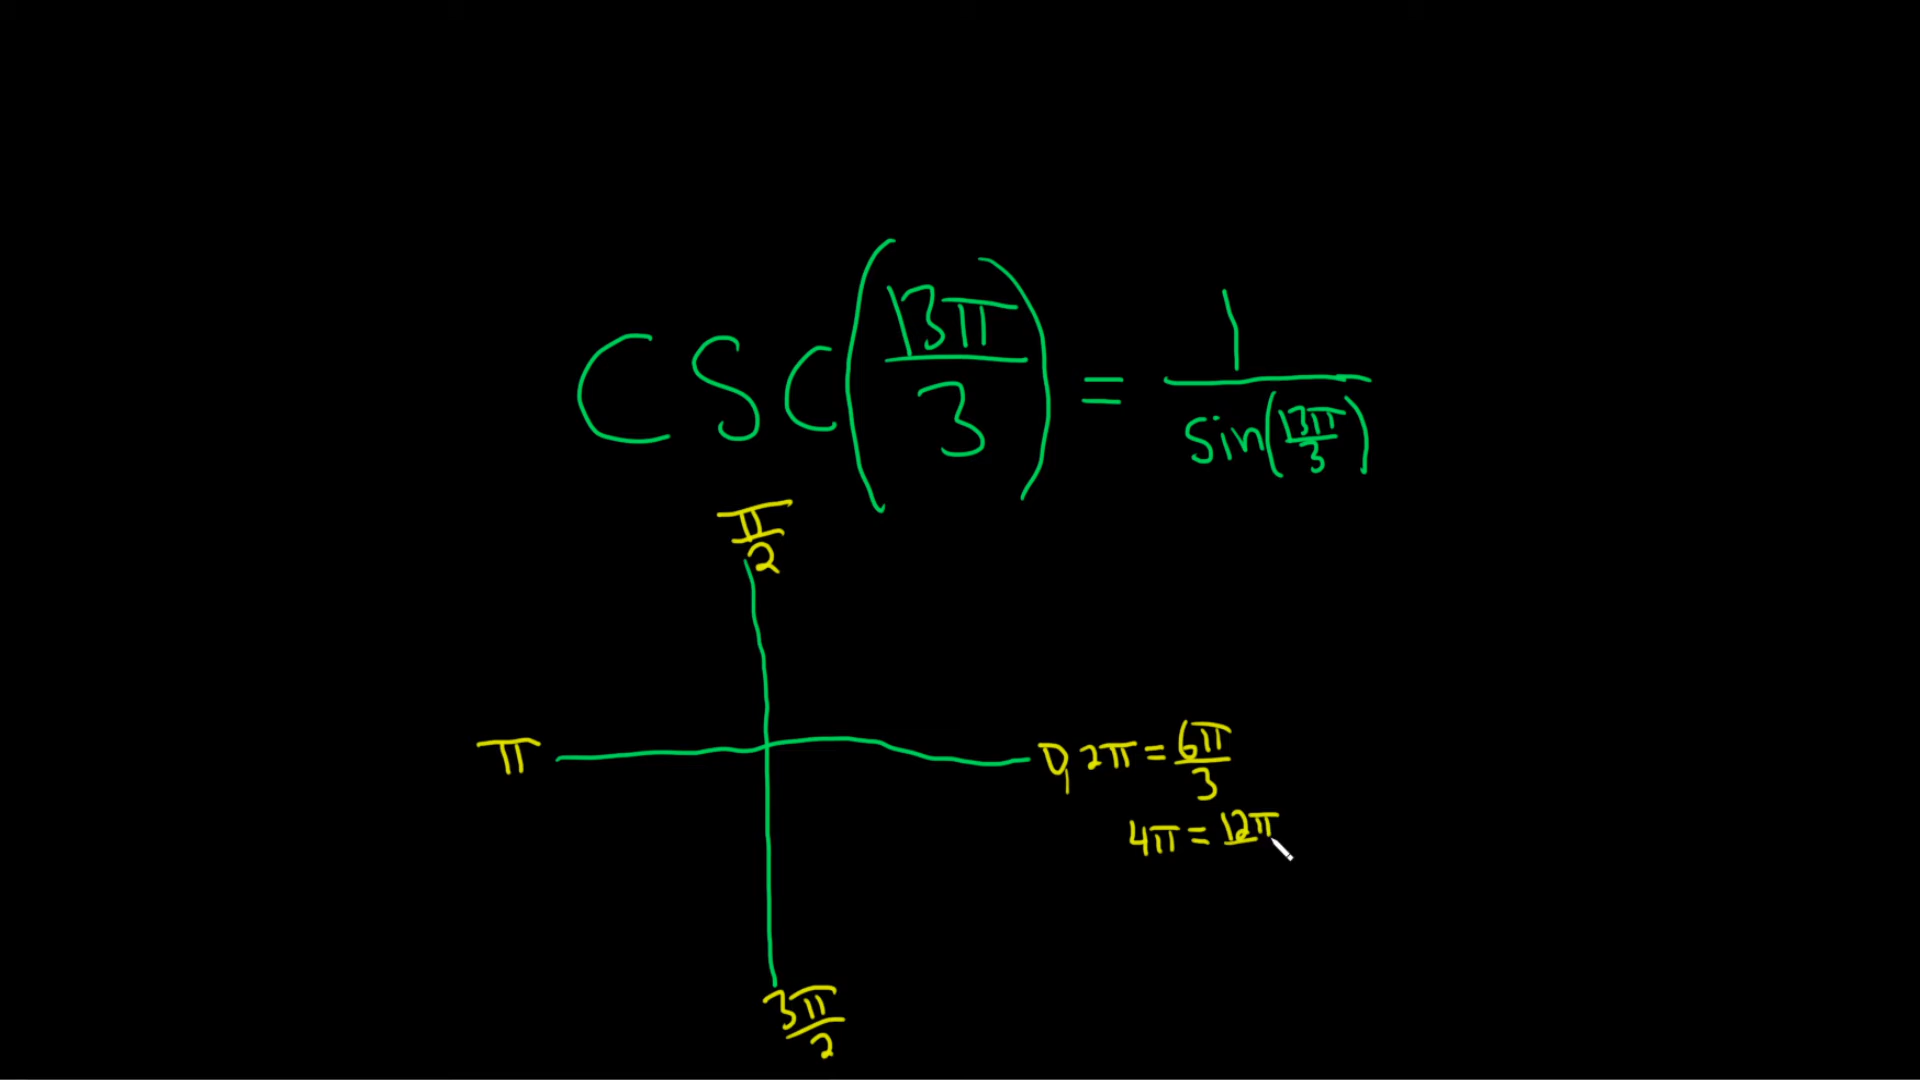 CSC(13π/3) = 1/sin(13π/3)
π/2
π
0, 2π = 6π/3
4π = 12π
3π/2